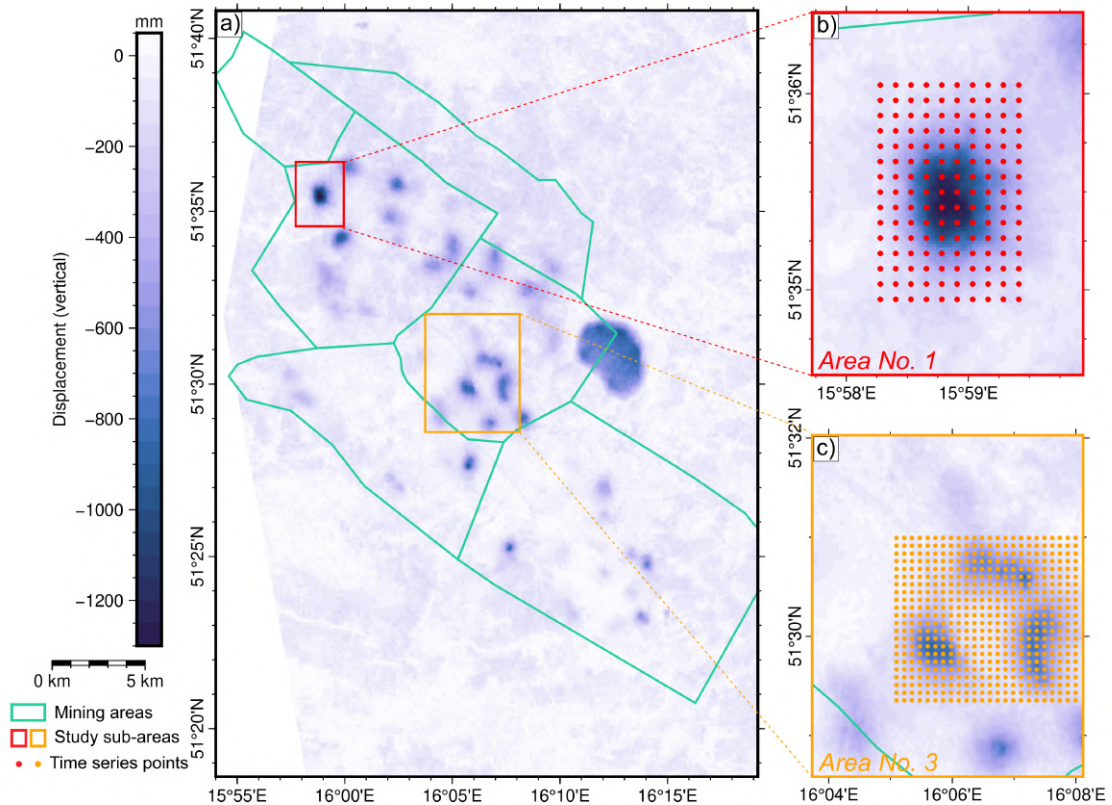 mm
0
−200
−400
−600
−800
−1000
−1200
Displacement (vertical)
0 km 5 km
Mining areas
Study sub-areas
Time series points
a)
51°40'N
51°35'N
51°30'N
51°25'N
51°20'N
15°55'E 16°00'E 16°05'E 16°10'E 16°15'E
b)
51°36'N
51°35'N
Area No. 1
15°58'E 15°59'E
c)
51°32'N
51°30'N
Area No. 3
16°04'E 16°06'E 16°08'E